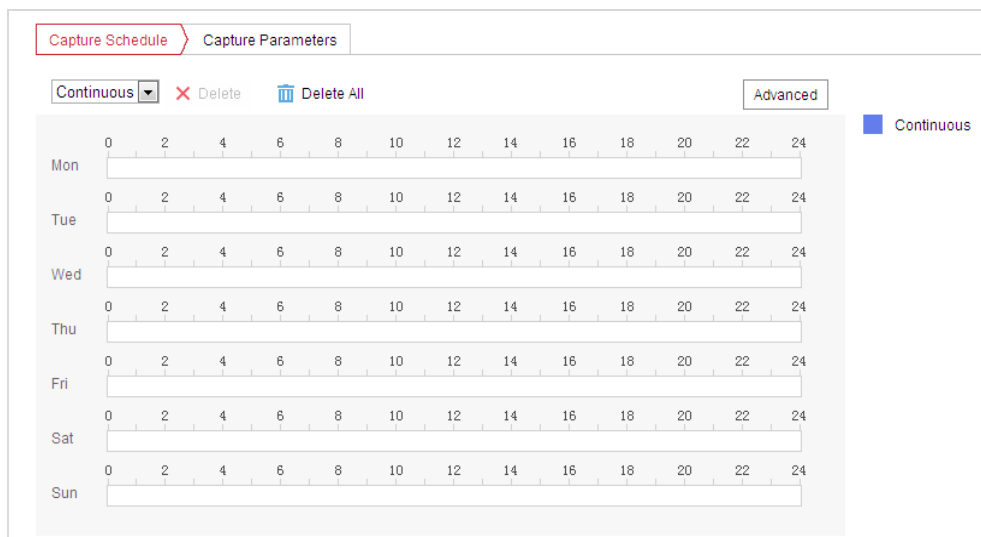 Capture Schedule Capture Parameters
Continuous Delete Delete All Advanced
Continuous
0 2 4 6 8 10 12 14 16 18 20 22 24
Mon
0 2 4 6 8 10 12 14 16 18 20 22 24
Tue
0 2 4 6 8 10 12 14 16 18 20 22 24
Wed
0 2 4 6 8 10 12 14 16 18 20 22 24
Thu
0 2 4 6 8 10 12 14 16 18 20 22 24
Fri
0 2 4 6 8 10 12 14 16 18 20 22 24
Sat
0 2 4 6 8 10 12 14 16 18 20 22 24
Sun